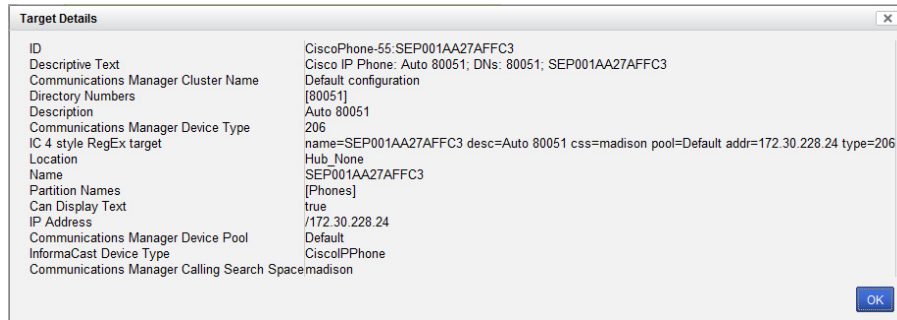 Target Details
ID CiscoPhone-55:SEP001AA27AFFC3
Descriptive Text Cisco IP Phone: Auto 80051; DNs: 80051; SEP001AA27AFFC3
Communications Manager Cluster Name Default configuration
Directory Numbers [80051]
Description Auto 80051
Communications Manager Device Type 206
IC 4 style RegEx target name=SEP001AA27AFFC3 desc=Auto 80051 css=madison pool=Default addr=172.30.228.24 type=206
Location Hub_None
Name SEP001AA27AFFC3
Partition Names [Phones]
Can Display Text true
IP Address /172.30.228.24
Communications Manager Device Pool Default
InformaCast Device Type CiscoIPPhone
Communications Manager Calling Search Space madison
OK